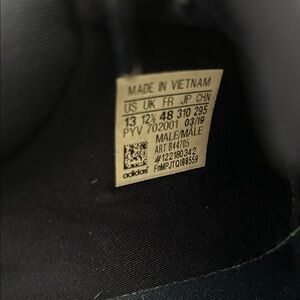 MADE IN VIETNAM
US UK FR JP CHN
13 12½ 48 310 295
PYV 702001 03/19
MALE/MALE
ART B44705
#122180342
adidas